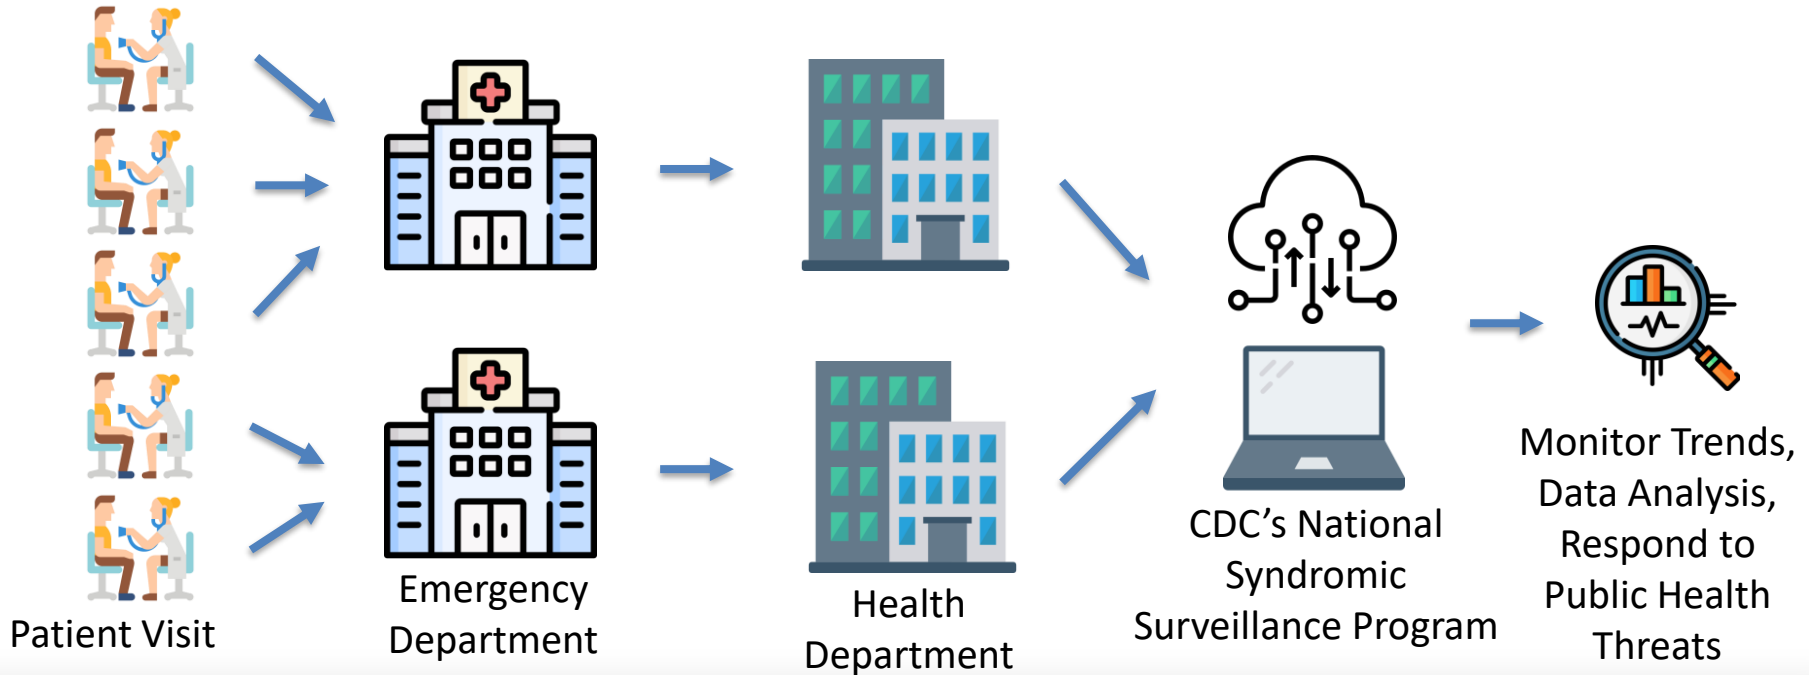 Patient Visit
Emergency
Department
Health
Department
CDC's National
Syndromic
Surveillance Program
Monitor Trends,
Data Analysis,
Respond to
Public Health
Threats